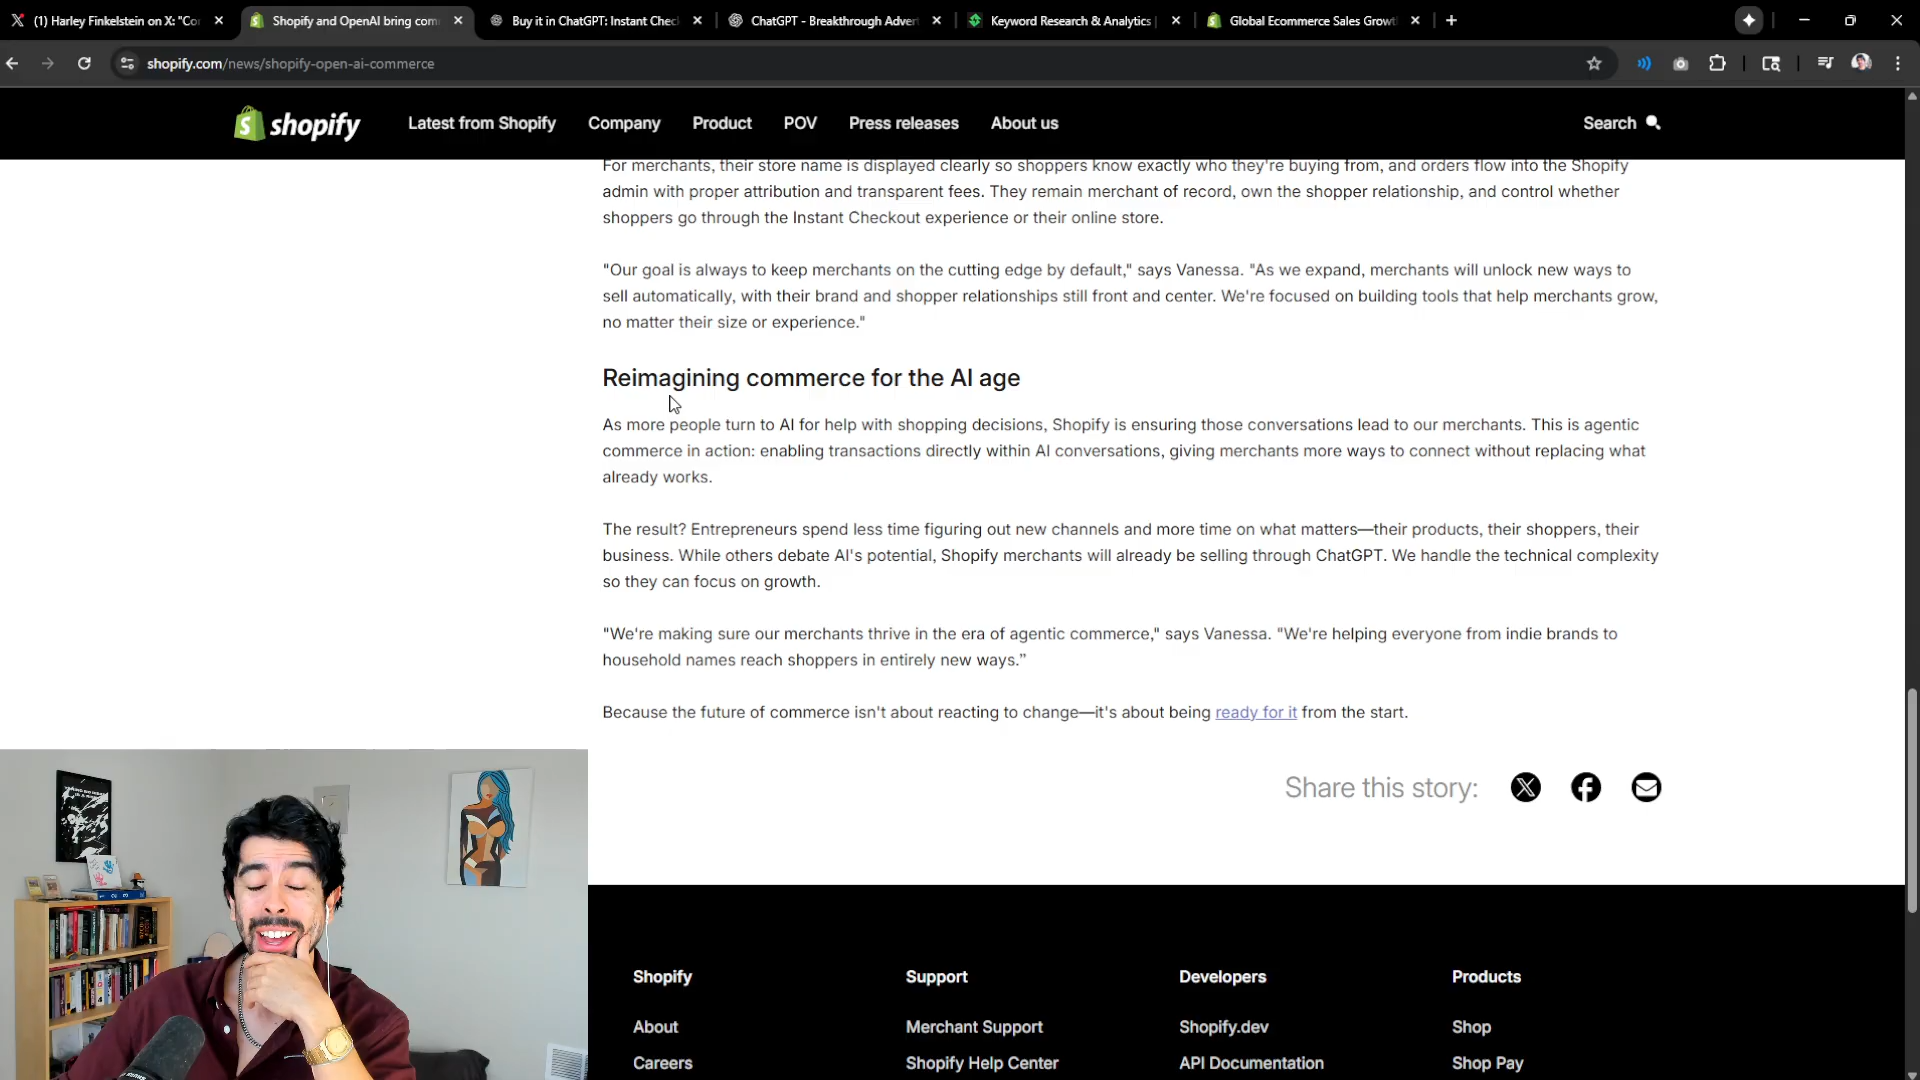 (1) Harley Finkelstein on X: "Co
Shopify and OpenAI bring com
Buy it in ChatGPT: Instant Chec
ChatGPT - Breakthrough Adver
Keyword Research & Analytics
Global Ecommerce Sales Growt
shopify.com/news/shopify-open-ai-commerce
shopify
Latest from Shopify
Company
Product
POV
Press releases
About us
Search
For merchants, their store name is displayed clearly so shoppers know exactly who they're buying from, and orders flow into the Shopify
admin with proper attribution and transparent fees. They remain merchant of record, own the shopper relationship, and control whether
shoppers go through the Instant Checkout experience or their online store.
"Our goal is always to keep merchants on the cutting edge by default," says Vanessa. "As we expand, merchants will unlock new ways to
sell automatically, with their brand and shopper relationships still front and center. We're focused on building tools that help merchants grow,
no matter their size or experience."
Reimagining commerce for the AI age
As more people turn to AI for help with shopping decisions, Shopify is ensuring those conversations lead to our merchants. This is agentic
commerce in action: enabling transactions directly within AI conversations, giving merchants more ways to connect without replacing what
already works.
The result? Entrepreneurs spend less time figuring out new channels and more time on what matters—their products, their shoppers, their
business. While others debate AI's potential, Shopify merchants will already be selling through ChatGPT. We handle the technical complexity
so they can focus on growth.
"We're making sure our merchants thrive in the era of agentic commerce," says Vanessa. "We're helping everyone from indie brands to
household names reach shoppers in entirely new ways.”
Because the future of commerce isn't about reacting to change—it's about being ready for it from the start.
Share this story:
Shopify
Support
Developers
Products
About
Merchant Support
Shopify.dev
Shop
Careers
Shopify Help Center
API Documentation
Shop Pay